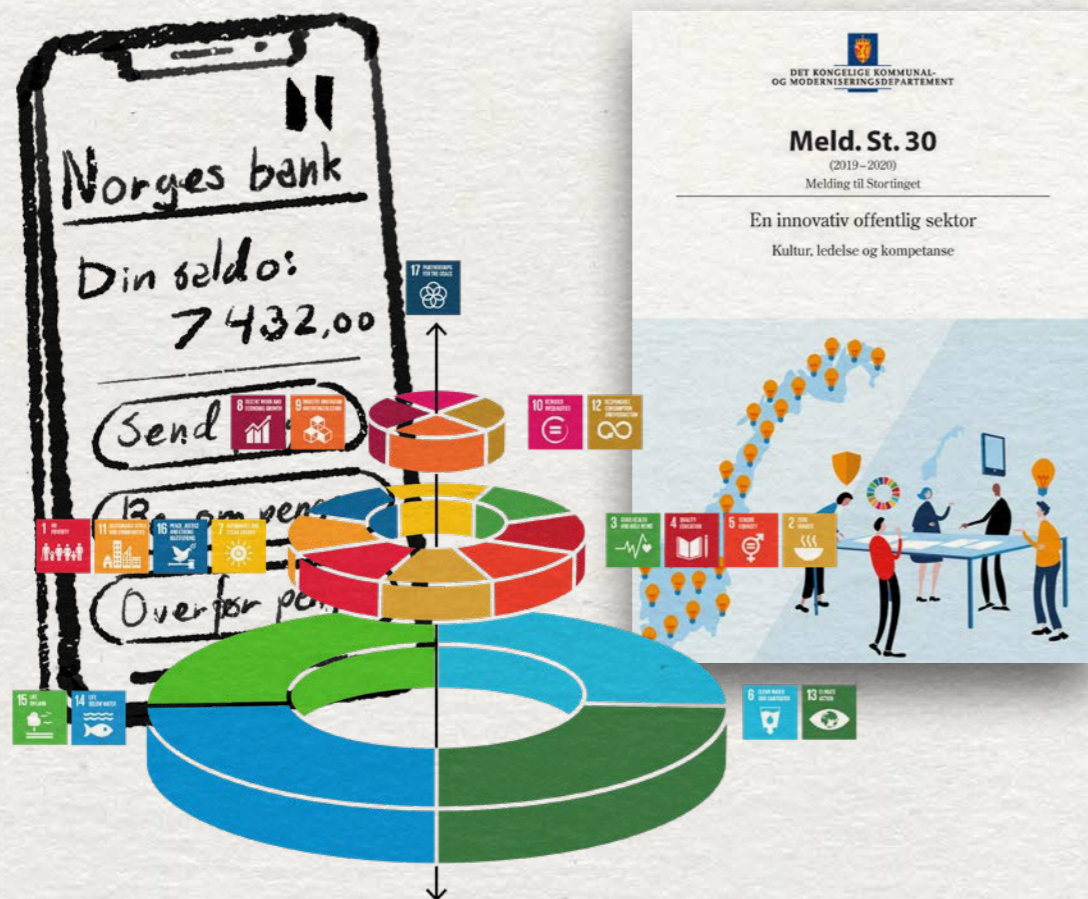 Norges bank
Din saldo:
7432,00
Send
Be om pen
Overfør pen
DET KONGELIGE KOMMUNAL-
OG MODERNISERINGSDEPARTEMENT
Meld. St. 30
(2019–2020)
Melding til Stortinget
En innovativ offentlig sektor
Kultur, ledelse og kompetanse
17 PARTNERSHIPS
FOR THE GOALS
8 DECENT WORK AND
ECONOMIC GROWTH
9 INDUSTRY, INNOVATION
AND INFRASTRUCTURE
10 REDUCED
INEQUALITIES
12 RESPONSIBLE
CONSUMPTION
AND PRODUCTION
1 NO
POVERTY
11 SUSTAINABLE CITIES
AND COMMUNITIES
16 PEACE, JUSTICE
AND STRONG
INSTITUTIONS
7 AFFORDABLE AND
CLEAN ENERGY
3 GOOD HEALTH
AND WELL-BEING
4 QUALITY
EDUCATION
5 GENDER
EQUALITY
2 ZERO
HUNGER
15 LIFE
ON LAND
14 LIFE
BELOW WATER
6 CLEAN WATER
AND SANITATION
13 CLIMATE
ACTION